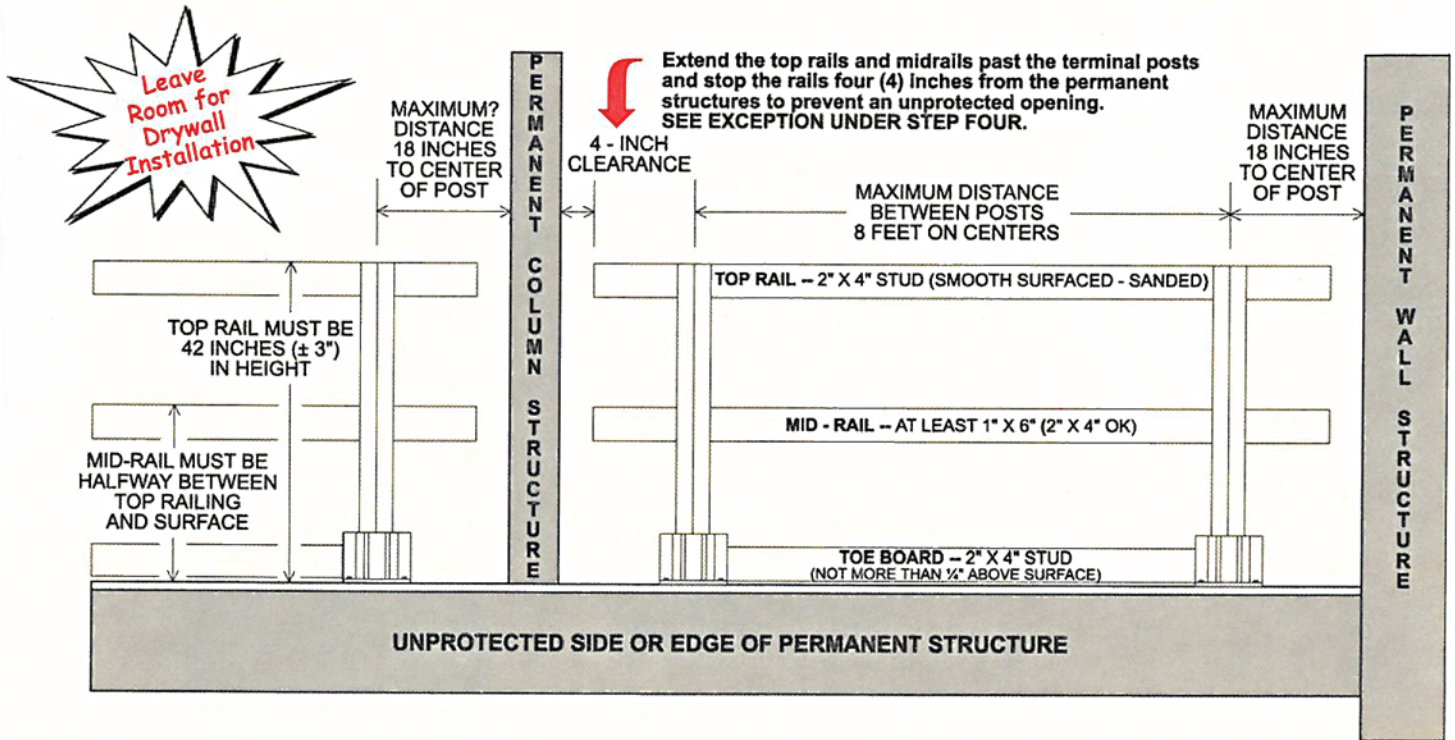 Leave
Room for
Drywall
Installation
MAXIMUM?
DISTANCE
18 INCHES
TO CENTER
OF POST
PERMANENT COLUMN STRUCTURE
Extend the top rails and midrails past the terminal posts
and stop the rails four (4) inches from the permanent
structures to prevent an unprotected opening.
SEE EXCEPTION UNDER STEP FOUR.
4 - INCH
CLEARANCE
MAXIMUM DISTANCE
BETWEEN POSTS
8 FEET ON CENTERS
MAXIMUM
DISTANCE
18 INCHES
TO CENTER
OF POST
PERMANENT WALL STRUCTURE
TOP RAIL -- 2" X 4" STUD (SMOOTH SURFACED - SANDED)
TOP RAIL MUST BE
42 INCHES (± 3")
IN HEIGHT
MID - RAIL -- AT LEAST 1" X 6" (2" X 4" OK)
MID-RAIL MUST BE
HALFWAY BETWEEN
TOP RAILING
AND SURFACE
TOE BOARD -- 2" X 4" STUD
(NOT MORE THAN ¼" ABOVE SURFACE)
UNPROTECTED SIDE OR EDGE OF PERMANENT STRUCTURE